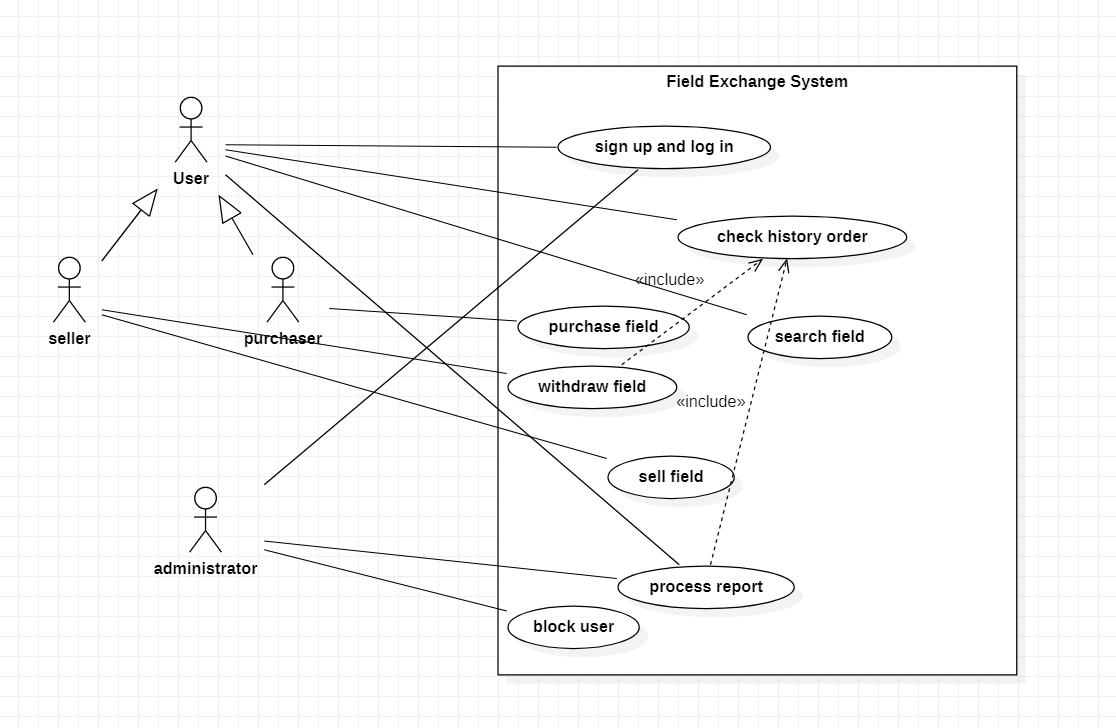 Field Exchange System
sign up and log in
User
check history order
«include»
purchase field
search field
seller
purchaser
withdraw field
«include»
sell field
administrator
process report
block user